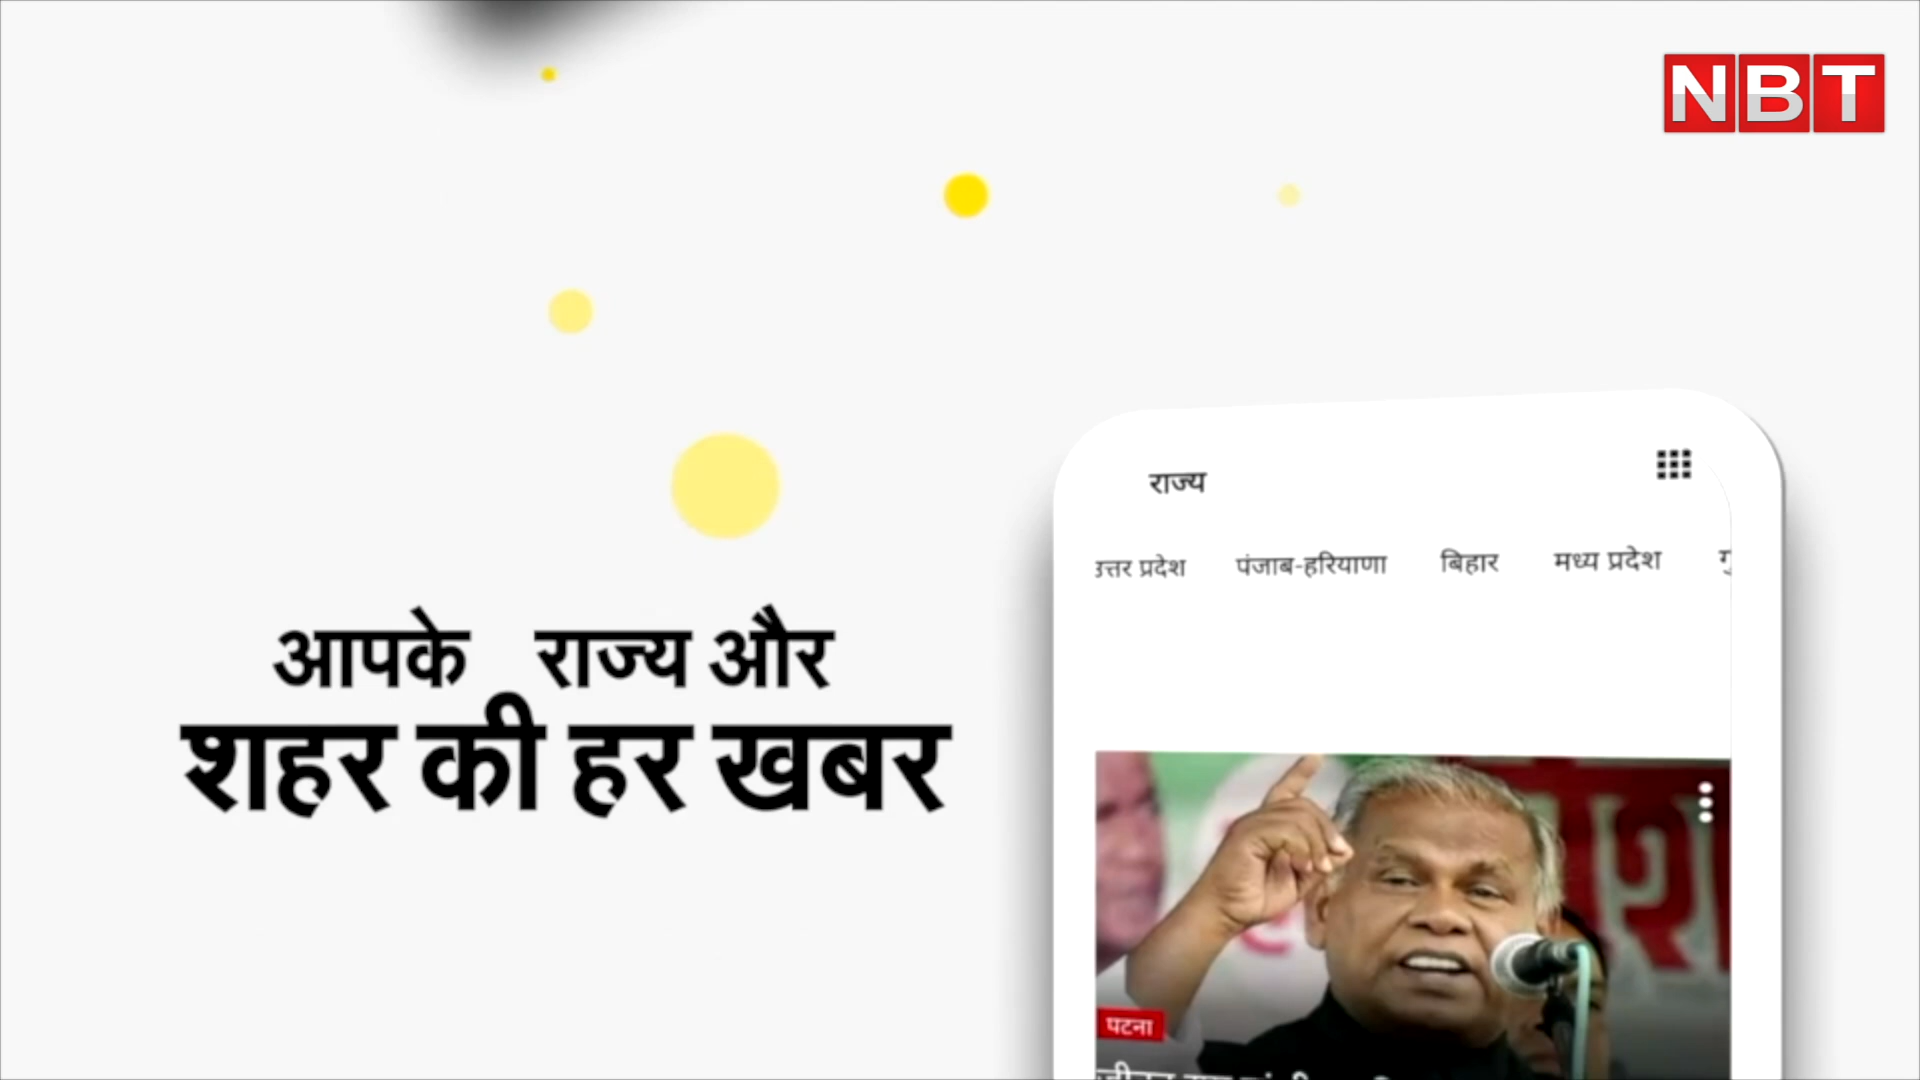 NBT
राज्य
उत्तर प्रदेश पंजाब-हरियाणा बिहार मध्य प्रदेश
आपके राज्य और
शहर की हर खबर
पटना